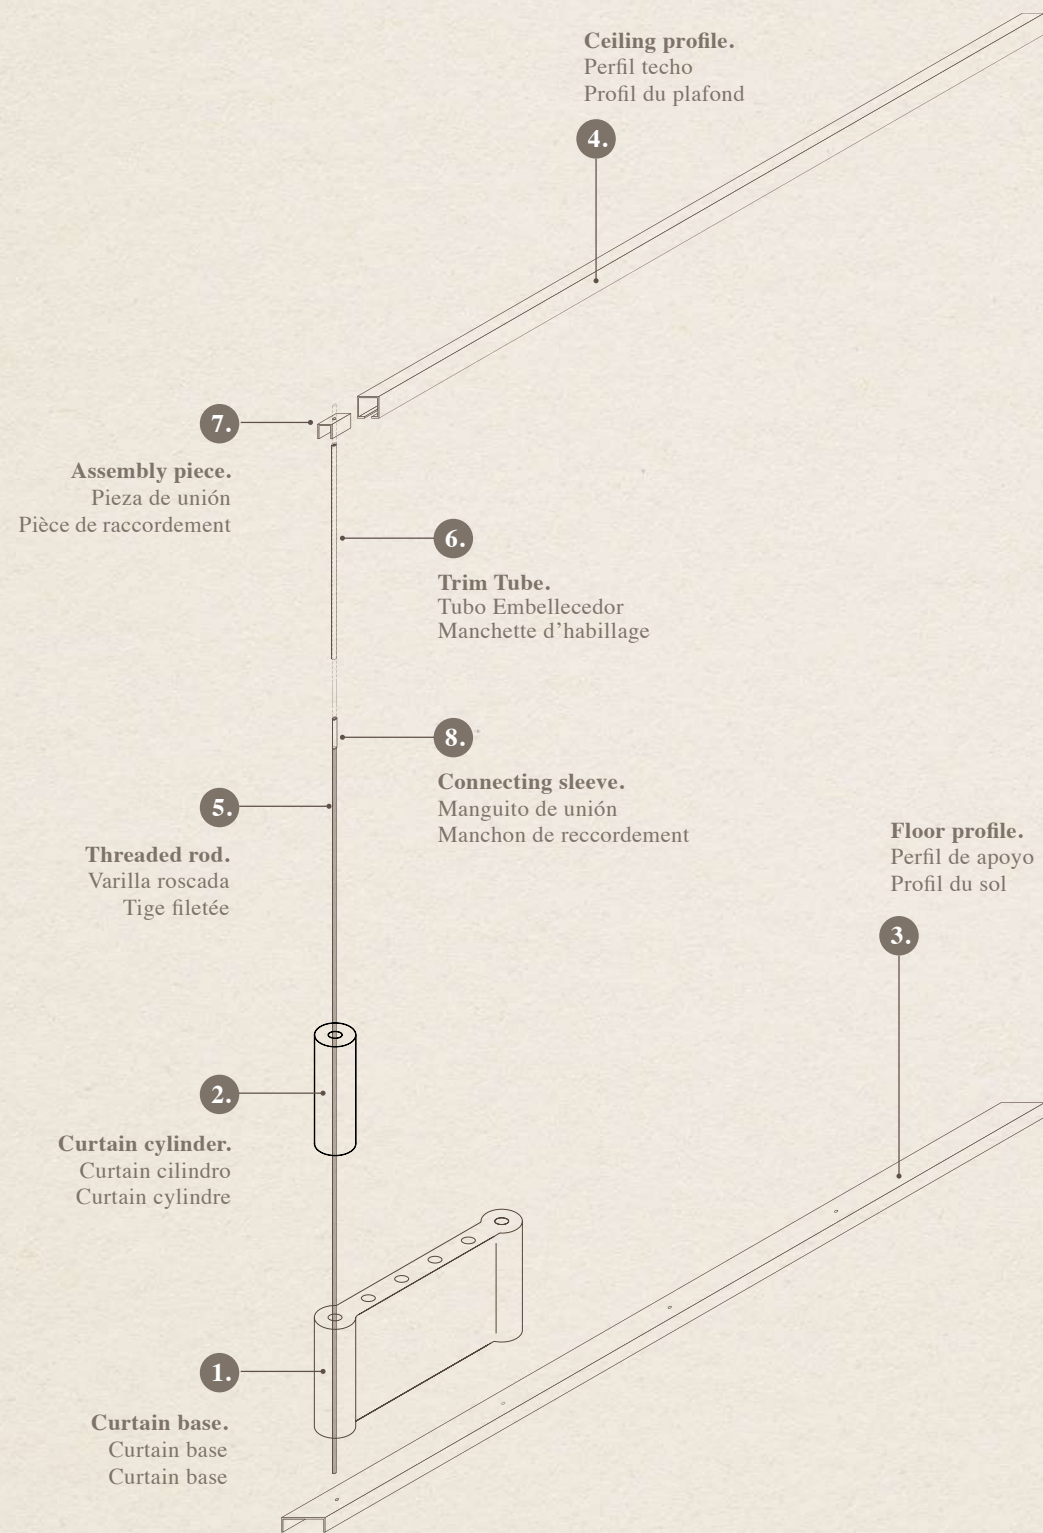 Ceiling profile.
Perfil techo
Profil du plafond
4.
7.
Assembly piece.
Pieza de unión
Pièce de raccordement
6.
Trim Tube.
Tubo Embellecedor
Manchette d’habillage
8.
Connecting sleeve.
Manguito de unión
Manchon de reccordement
5.
Threaded rod.
Varilla roscada
Tige filetée
Floor profile.
Perfil de apoyo
Profil du sol
3.
2.
Curtain cylinder.
Curtain cilindro
Curtain cylindre
1.
Curtain base.
Curtain base
Curtain base